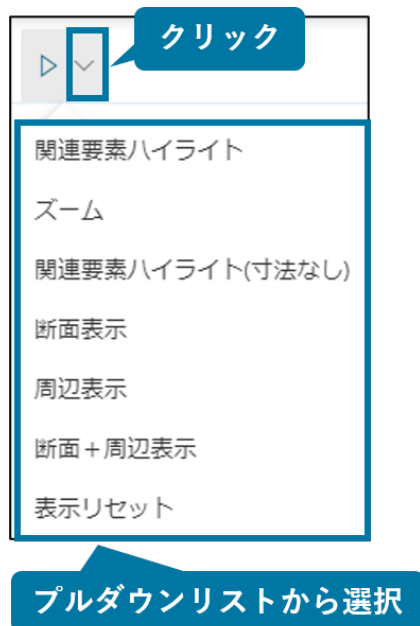 クリック
関連要素ハイライト
ズーム
関連要素ハイライト(寸法なし)
断面表示
周辺表示
断面＋周辺表示
表示リセット
プルダウンリストから選択